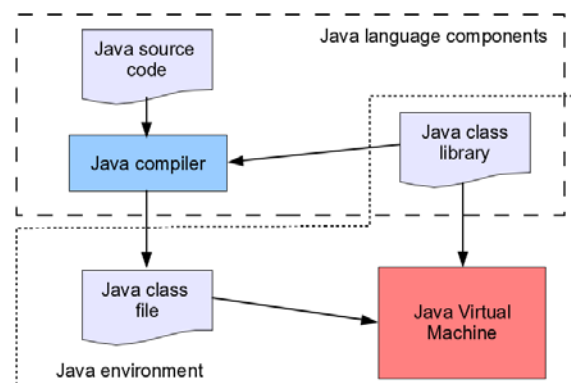 Java language components
Java source
code
Java class
library
Java compiler
Java class
file
Java Virtual
Machine
Java environment